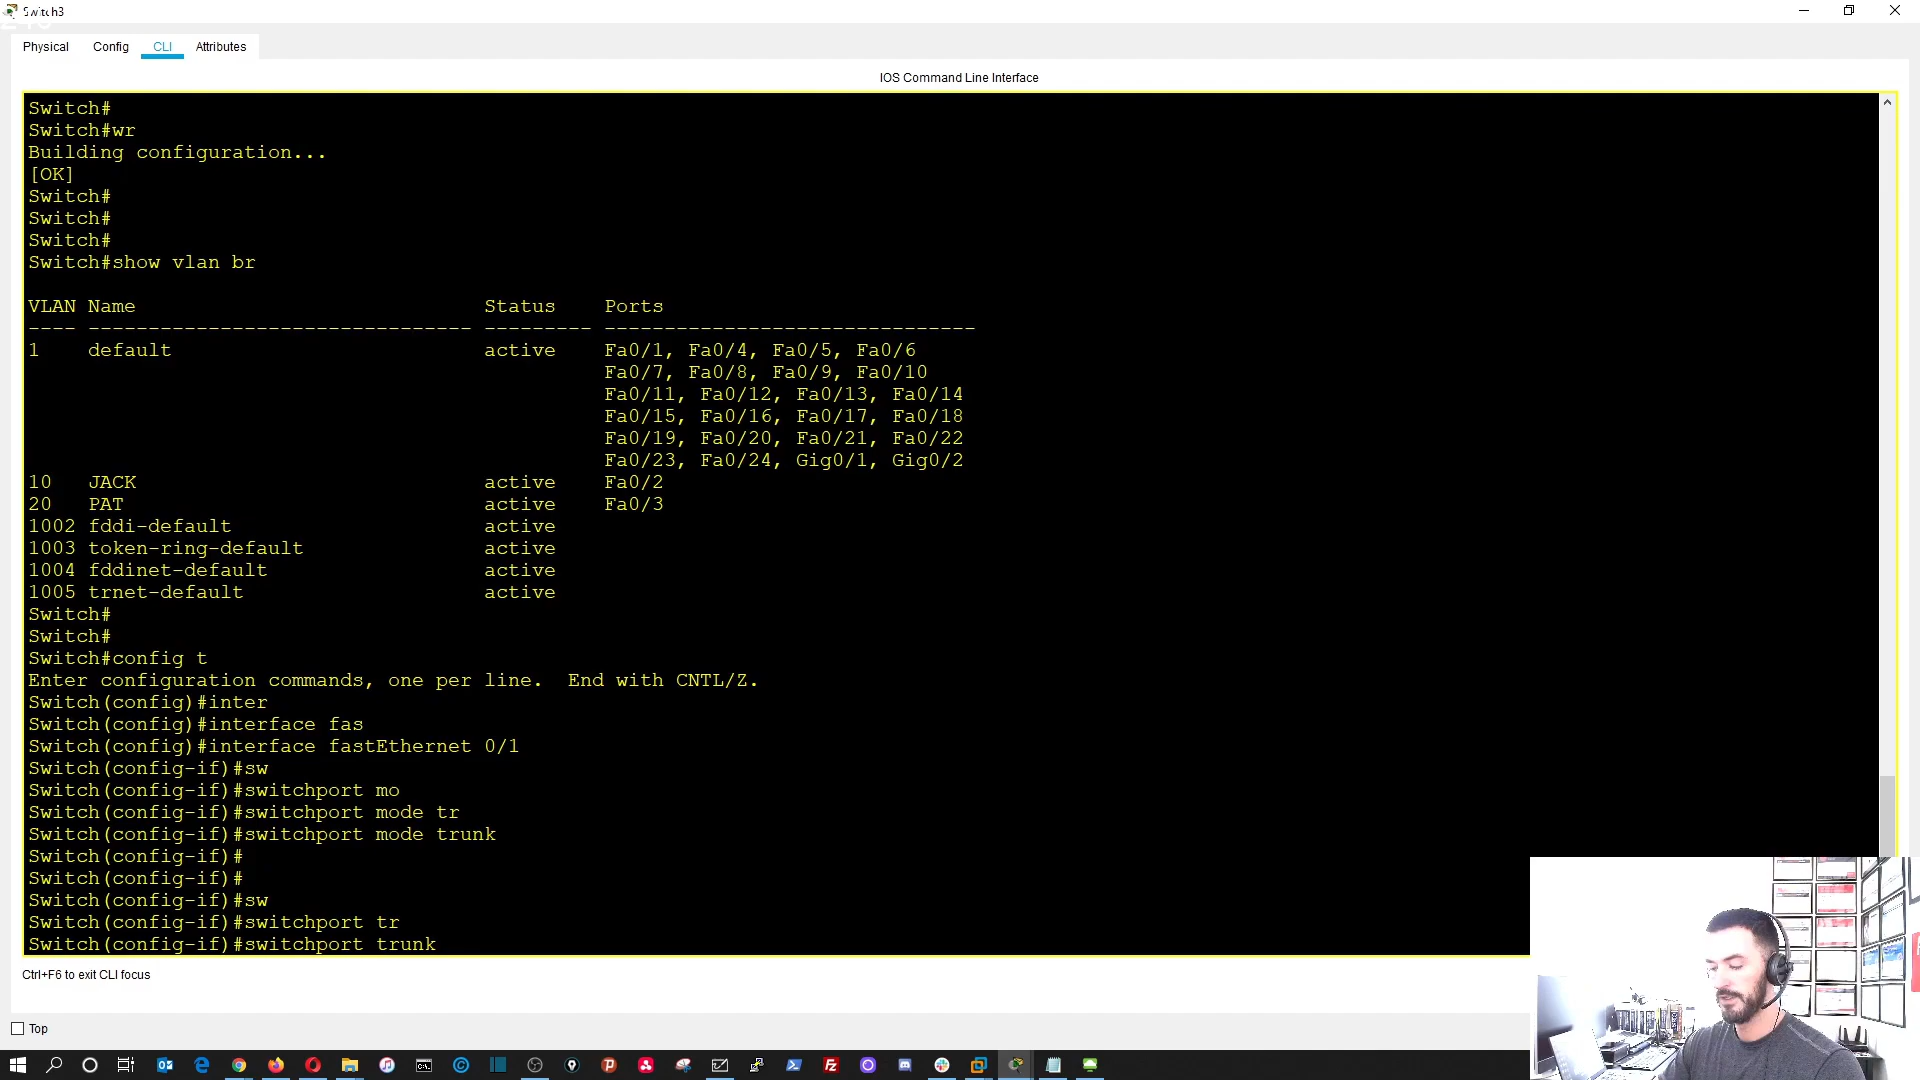 Switch3
Physical Config CLI Attributes
IOS Command Line Interface
Switch#
Switch#wr
Building configuration...
[OK]
Switch#
Switch#
Switch#
Switch#show vlan br
VLAN Name Status Ports
---- -------------------------------- --------- -------------------------------
1 default active Fa0/1, Fa0/4, Fa0/5, Fa0/6
Fa0/7, Fa0/8, Fa0/9, Fa0/10
Fa0/11, Fa0/12, Fa0/13, Fa0/14
Fa0/15, Fa0/16, Fa0/17, Fa0/18
Fa0/19, Fa0/20, Fa0/21, Fa0/22
Fa0/23, Fa0/24, Gig0/1, Gig0/2
10 JACK active Fa0/2
20 PAT active Fa0/3
1002 fddi-default active
1003 token-ring-default active
1004 fddinet-default active
1005 trnet-default active
Switch#
Switch#
Switch#config t
Enter configuration commands, one per line. End with CNTL/Z.
Switch(config)#inter
Switch(config)#interface fas
Switch(config)#interface fastEthernet 0/1
Switch(config-if)#sw
Switch(config-if)#switchport mo
Switch(config-if)#switchport mode tr
Switch(config-if)#switchport mode trunk
Switch(config-if)#
Switch(config-if)#
Switch(config-if)#sw
Switch(config-if)#switchport tr
Switch(config-if)#switchport trunk
Ctrl+F6 to exit CLI focus
Top